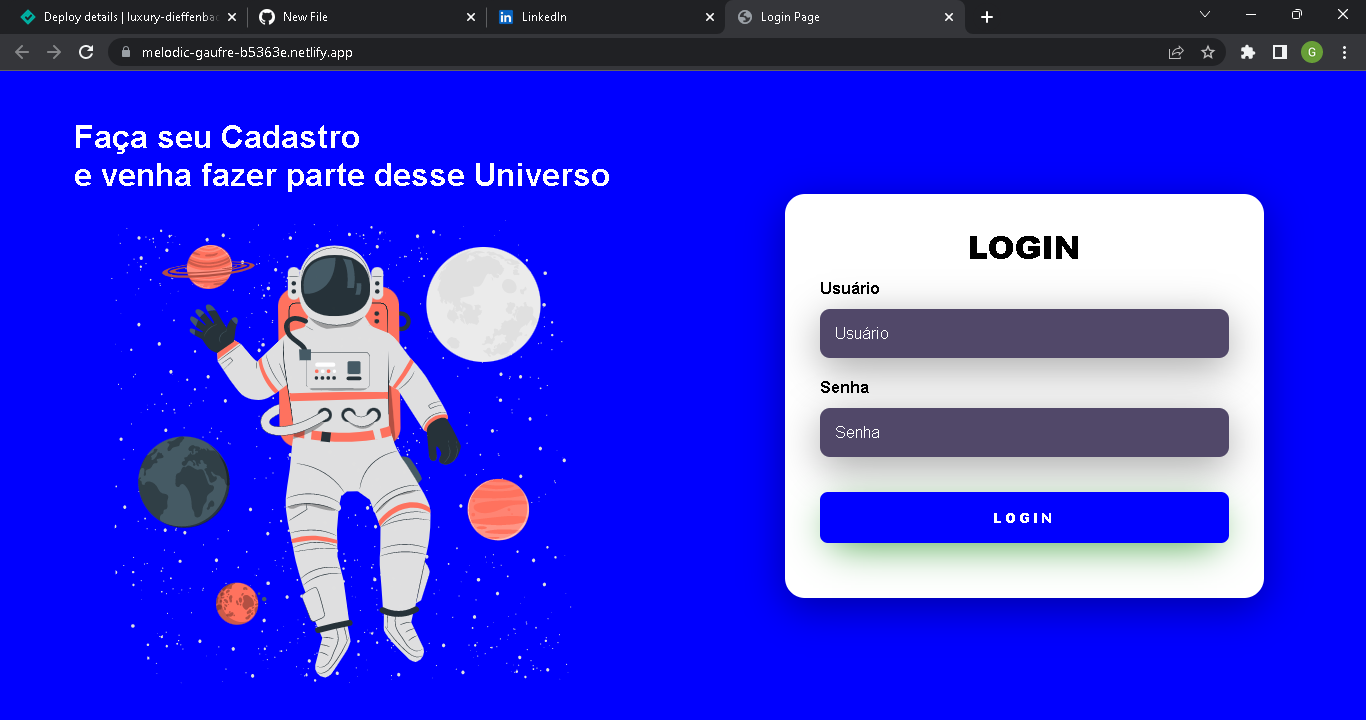 Deploy details | luxury-dieffenbac
New File
LinkedIn
Login Page
melodic-gaufre-b5363e.netlify.app
G
Faça seu Cadastro
e venha fazer parte desse Universo
LOGIN
Usuário
Usuário
Senha
Senha
LOGIN